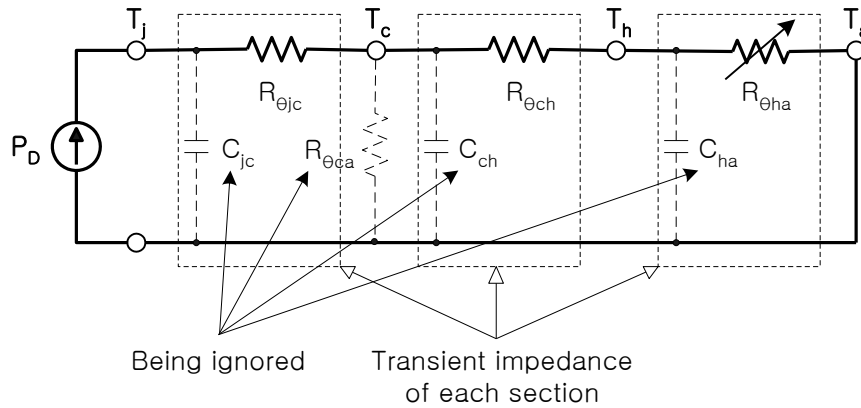 Tj Tc Th Ta
RΘjc RΘch RΘha
PD Cjc RΘca Cch Cha
Being ignored
Transient impedance
of each section